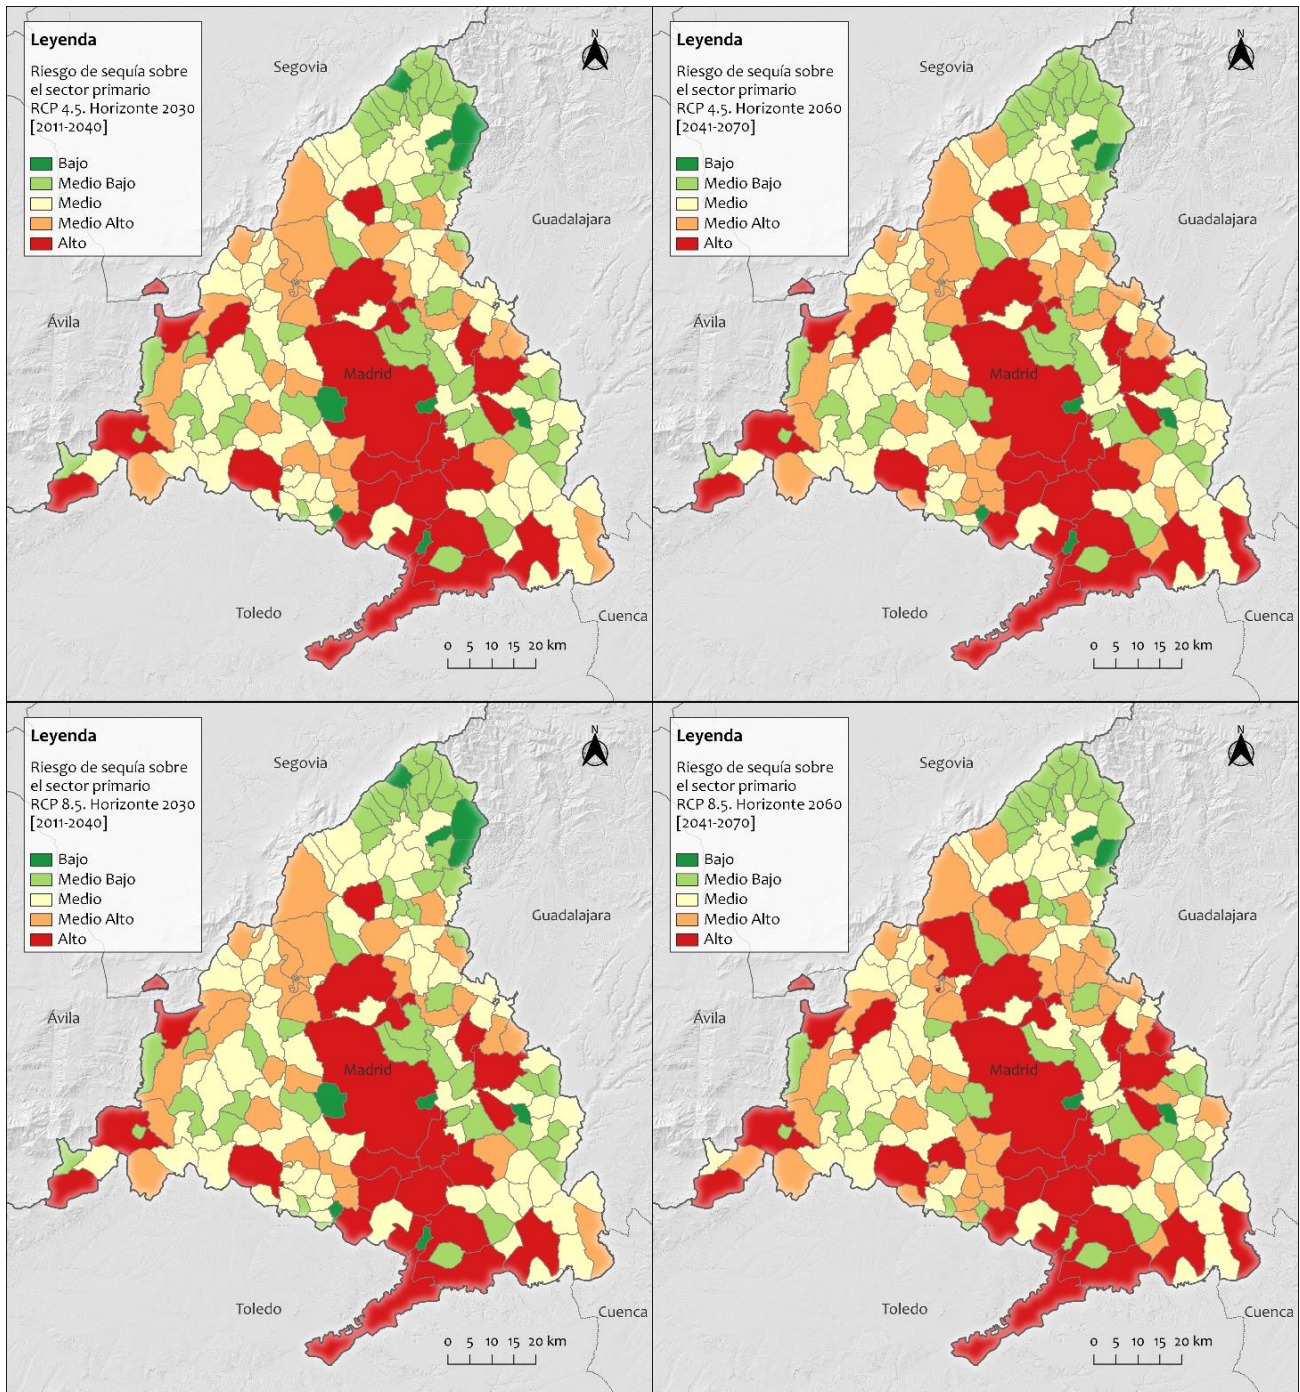 Leyenda
Riesgo de sequía sobre
el sector primario
RCP 4.5. Horizonte 2030
[2011-2040]
Bajo
Medio Bajo
Medio
Medio Alto
Alto
N
Segovia
Guadalajara
Ávila
Madrid
Toledo
Cuenca
0 5 10 15 20 km
Leyenda
Riesgo de sequía sobre
el sector primario
RCP 4.5. Horizonte 2060
[2041-2070]
Bajo
Medio Bajo
Medio
Medio Alto
Alto
N
Segovia
Guadalajara
Ávila
Madrid
Toledo
Cuenca
0 5 10 15 20 km
Leyenda
Riesgo de sequía sobre
el sector primario
RCP 8.5. Horizonte 2030
[2011-2040]
Bajo
Medio Bajo
Medio
Medio Alto
Alto
N
Segovia
Guadalajara
Ávila
Madrid
Toledo
Cuenca
0 5 10 15 20 km
Leyenda
Riesgo de sequía sobre
el sector primario
RCP 8.5. Horizonte 2060
[2041-2070]
Bajo
Medio Bajo
Medio
Medio Alto
Alto
N
Segovia
Guadalajara
Ávila
Madrid
Toledo
Cuenca
0 5 10 15 20 km